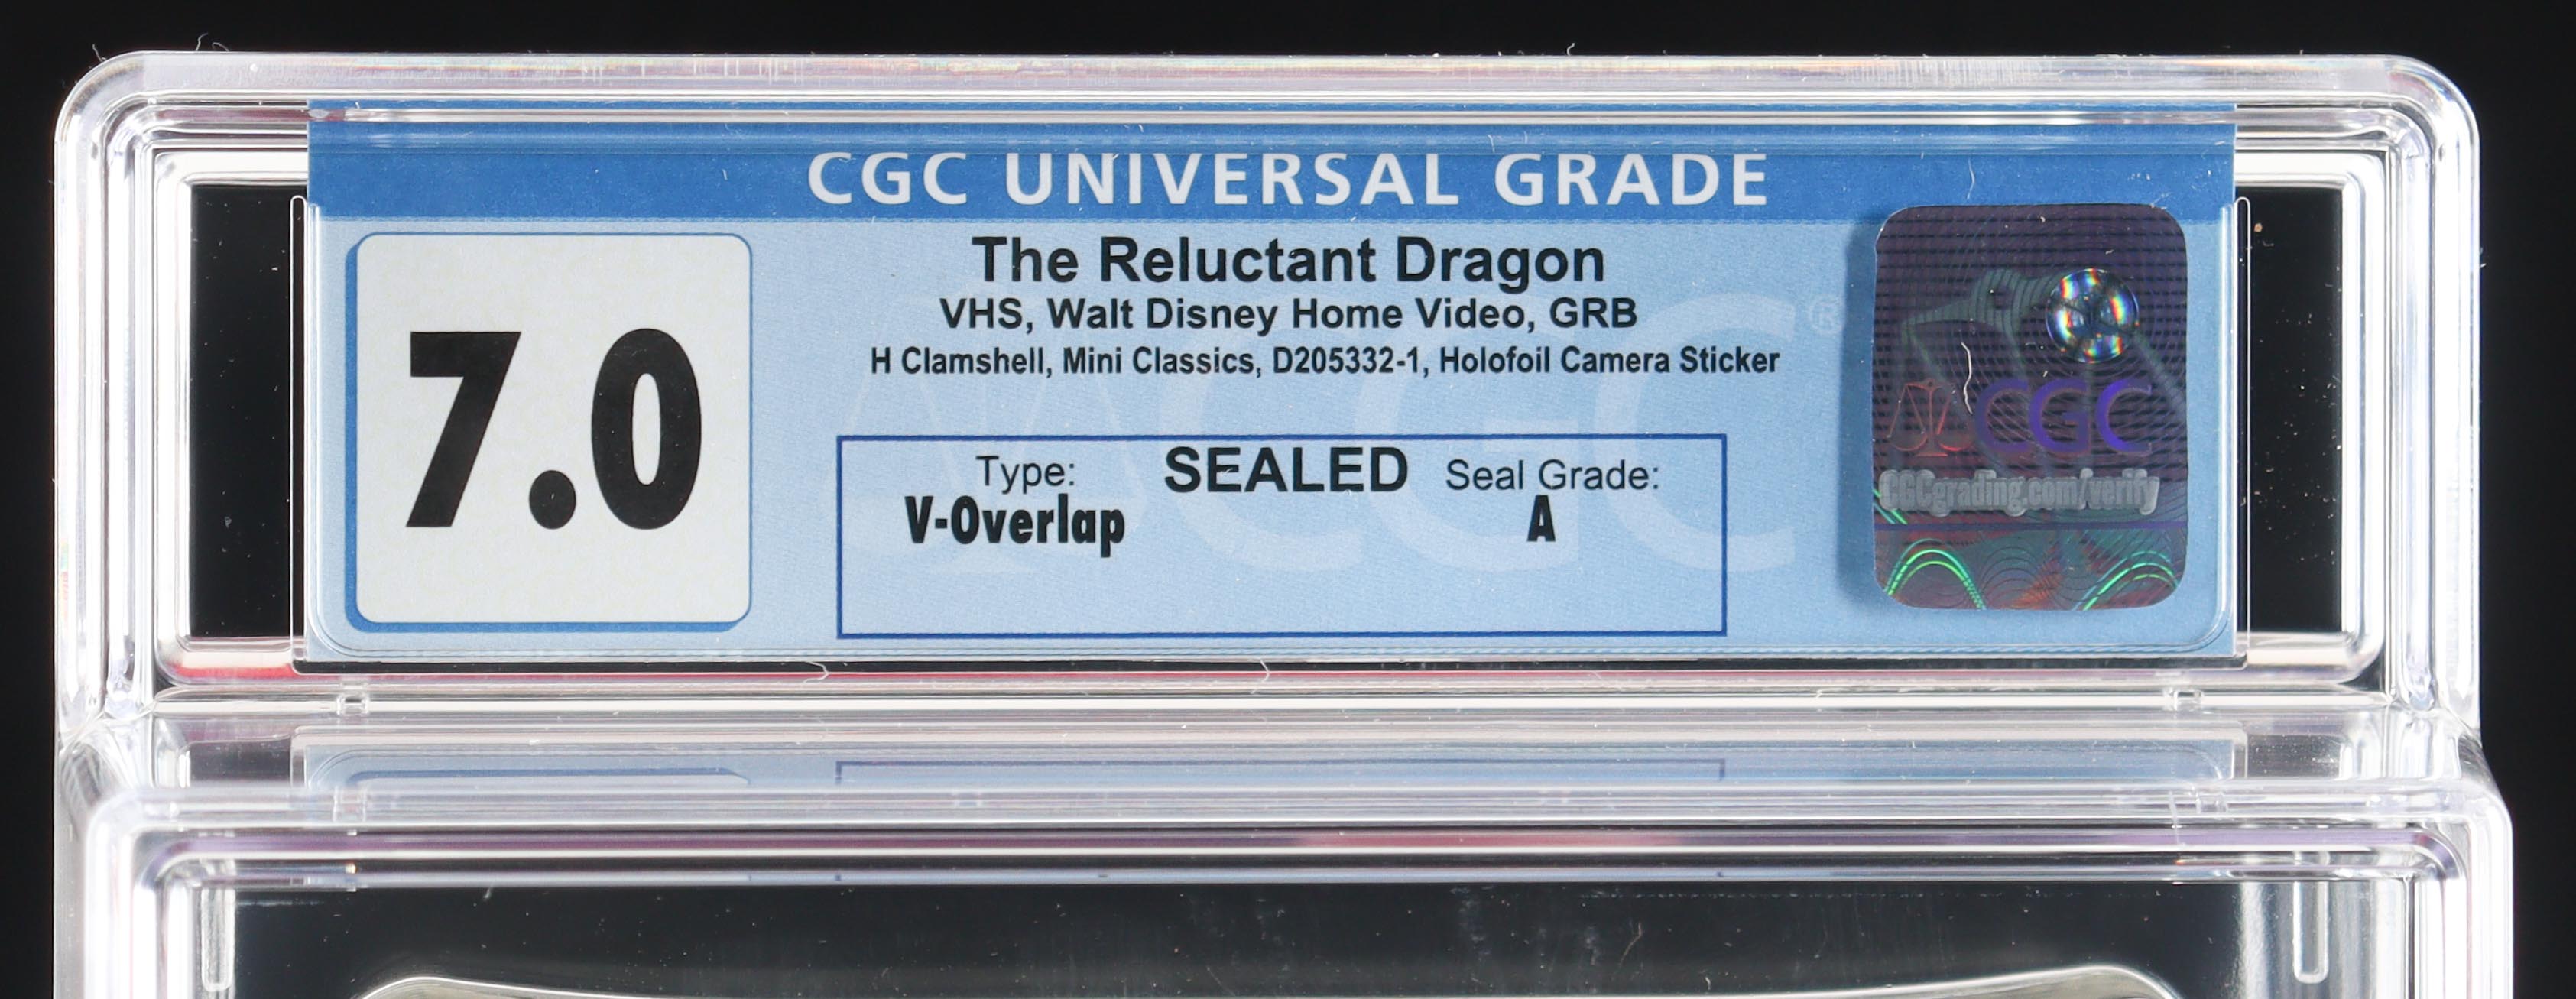 CGC UNIVERSAL GRADE
7.0
The Reluctant Dragon
VHS, Walt Disney Home Video, GRB
H Clamshell, Mini Classics, D205332-1, Holofoil Camera Sticker
CGC ®
Type: SEALED Seal Grade:
V-Overlap A
CGC
CGCgrading.com/verify